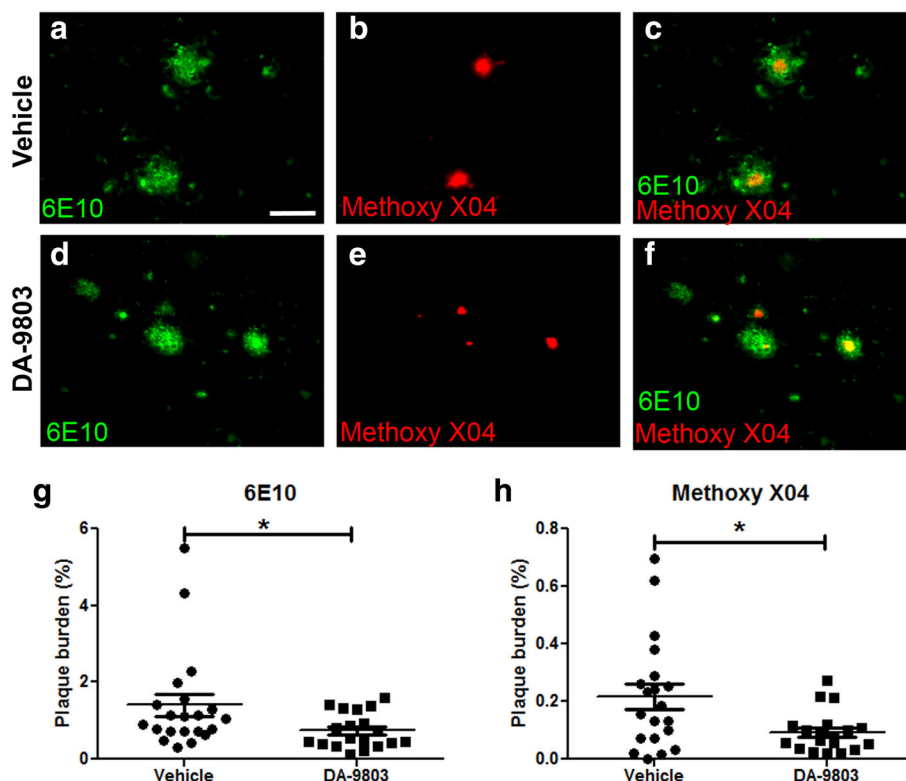 a
b
c
Vehicle
6E10
Methoxy X04
6E10
Methoxy X04
d
e
f
DA-9803
6E10
Methoxy X04
6E10
Methoxy X04
g
6E10
Plaque burden (%)
6
4
2
0
*
Vehicle
DA-9803
h
Methoxy X04
Plaque burden (%)
0.8
0.6
0.4
0.2
0.0
*
Vehicle
DA-9803